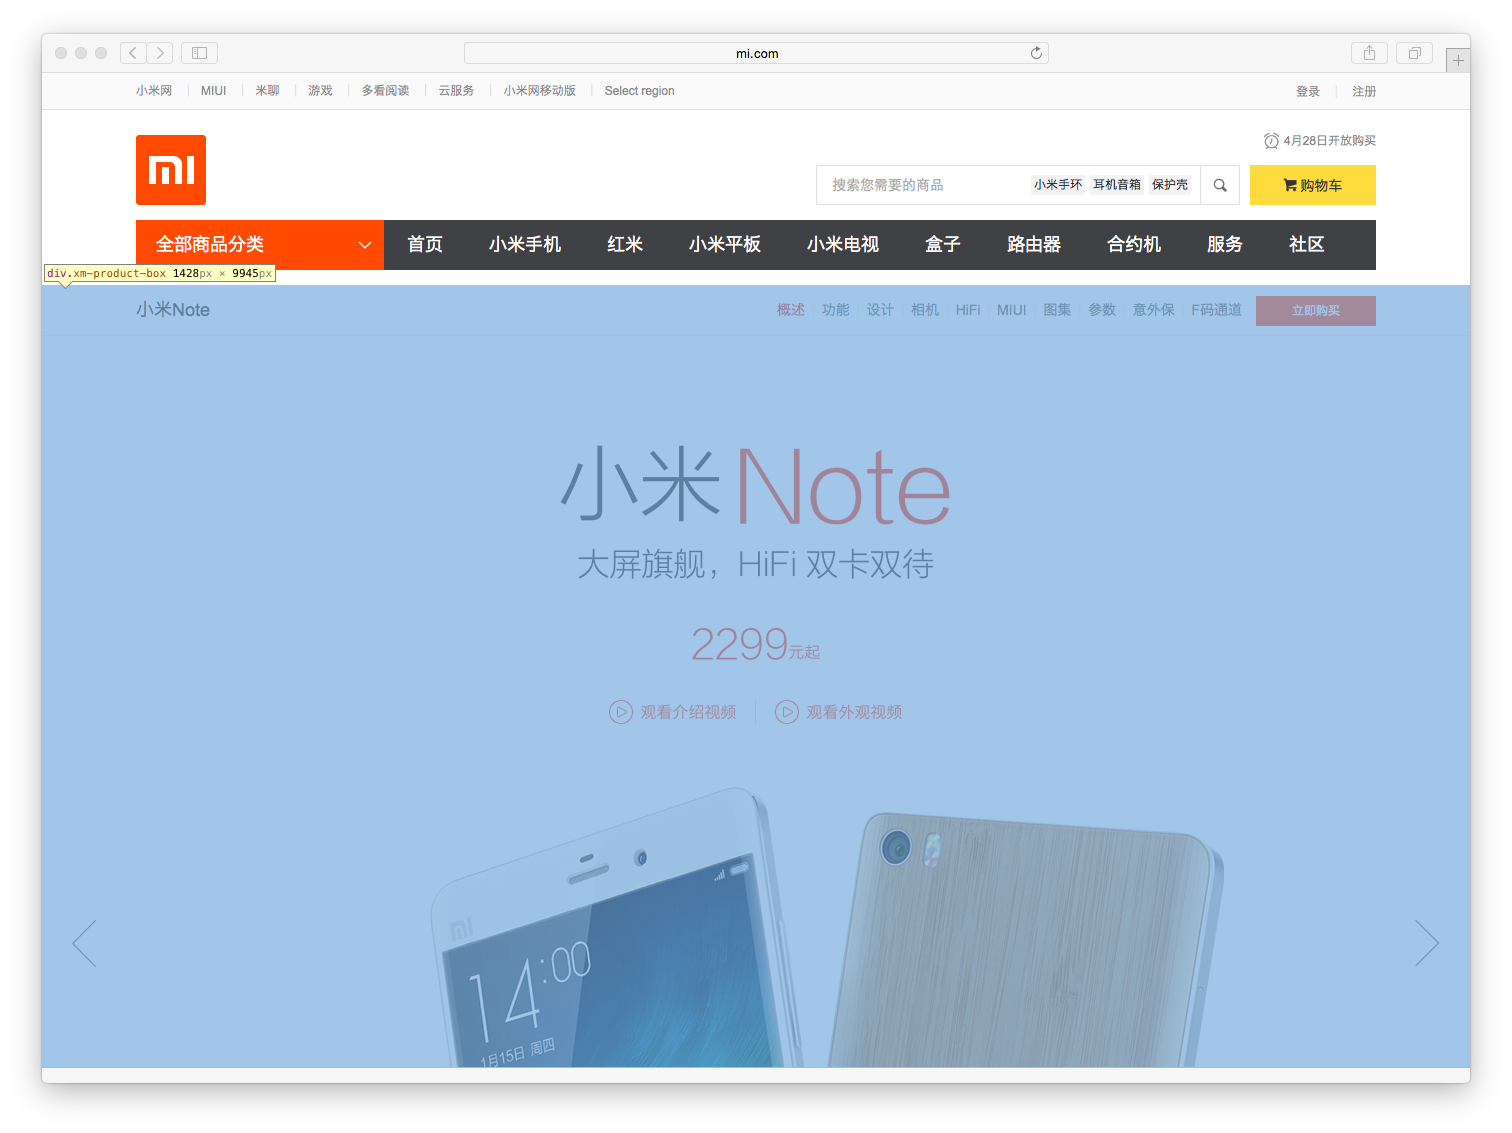 mi.com
小米网 MIUI 米聊 游戏 多看阅读 云服务 小米网移动版 Select region 登录 注册
4月28日开放购买
mi
搜索您需要的商品 小米手环 耳机音箱 保护壳 购物车
全部商品分类 首页 小米手机 红米 小米平板 小米电视 盒子 路由器 合约机 服务 社区
div.xm-product-box 1428px × 9945px
小米Note 概述 功能 设计 相机 HiFi MIUI 图集 参数 意外保 F码通道 立即购买
小米Note
大屏旗舰，HiFi 双卡双待
2299元起
观看介绍视频 观看外观视频
mi
14:00
1月15日 周四